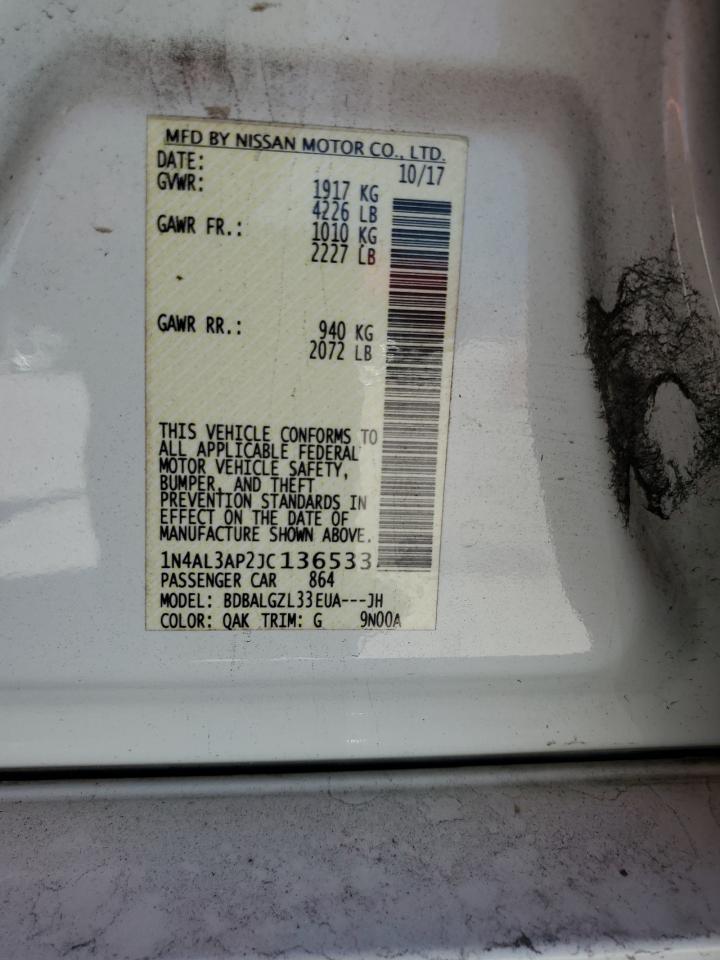 MFD BY NISSAN MOTOR CO., LTD.
DATE: 10/17
GVWR: 1917 KG
4226 LB
GAWR FR.: 1010 KG
2227 LB
GAWR RR.: 940 KG
2072 LB
THIS VEHICLE CONFORMS TO
ALL APPLICABLE FEDERAL
MOTOR VEHICLE SAFETY,
BUMPER, AND THEFT
PREVENTION STANDARDS IN
EFFECT ON THE DATE OF
MANUFACTURE SHOWN ABOVE.
1N4AL3AP2JC136533
PASSENGER CAR 864
MODEL: BDBALGZL33EUA---JH
COLOR: QAK TRIM: G 9N00A